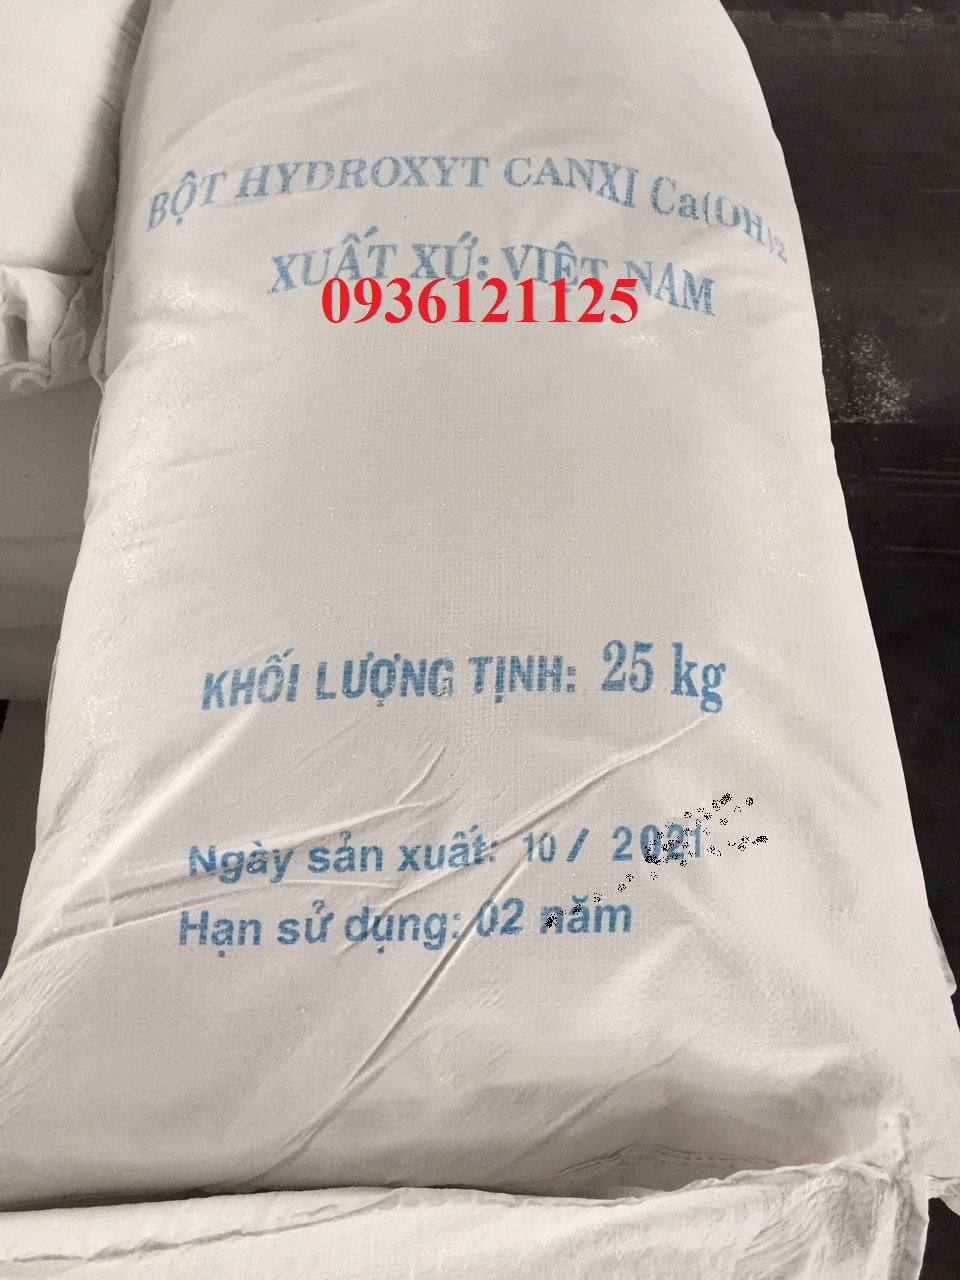 BỘT HYDROXYT CANXI Ca(OH)2
XUẤT XỨ: VIỆT NAM
0936121125
KHỐI LƯỢNG TỊNH: 25 kg
Ngày sản xuất: 10 / 2021
Hạn sử dụng: 02 năm